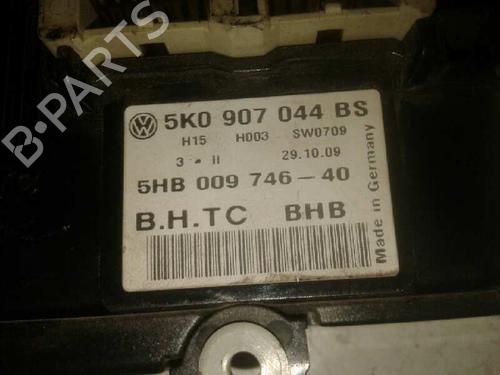 5K0 907 044 BS
H15 H003 SW0709
3 II 29.10.09
5HB 009 746-40
B.H.TC BHB
Made in Germany
B-PARTS